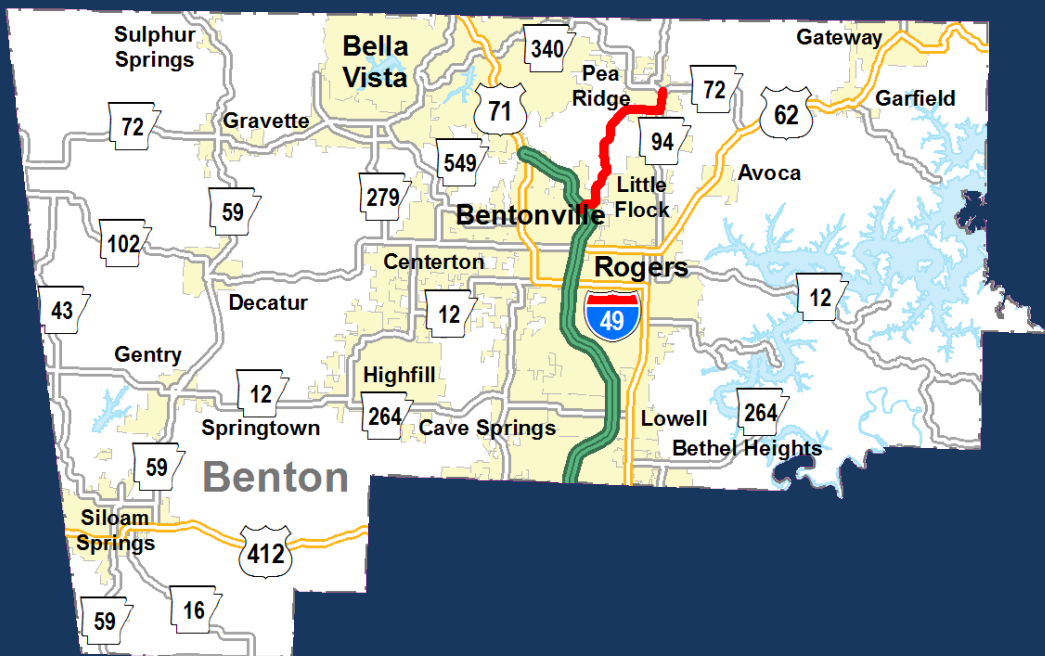 Sulphur
Springs
Bella
Vista
340
Gateway
Pea
Ridge
72
62
Garfield
71
72
Gravette
94
549
Avoca
279
Little
Flock
59
Bentonville
102
Centerton
Rogers
43
Decatur
12
49
12
Gentry
Highfill
12
264
264
Springtown
Cave Springs
Lowell
Bethel Heights
59
Benton
Siloam
Springs
412
59
16